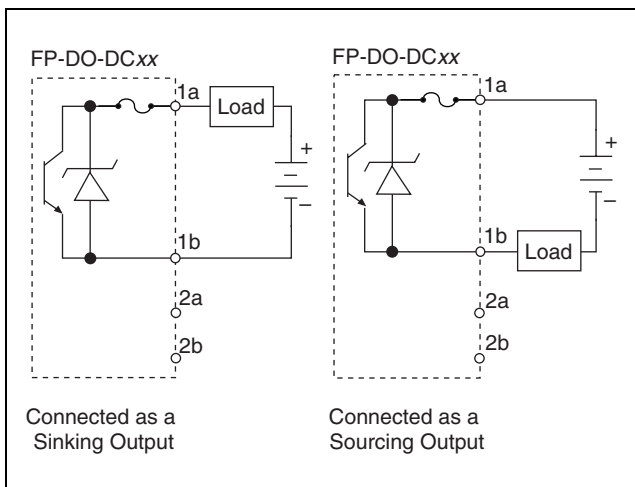 FP-DO-DCxx
1a
Load
+
−
1b
2a
2b
Connected as a
Sinking Output
FP-DO-DCxx
1a
+
−
1b
Load
2a
2b
Connected as a
Sourcing Output